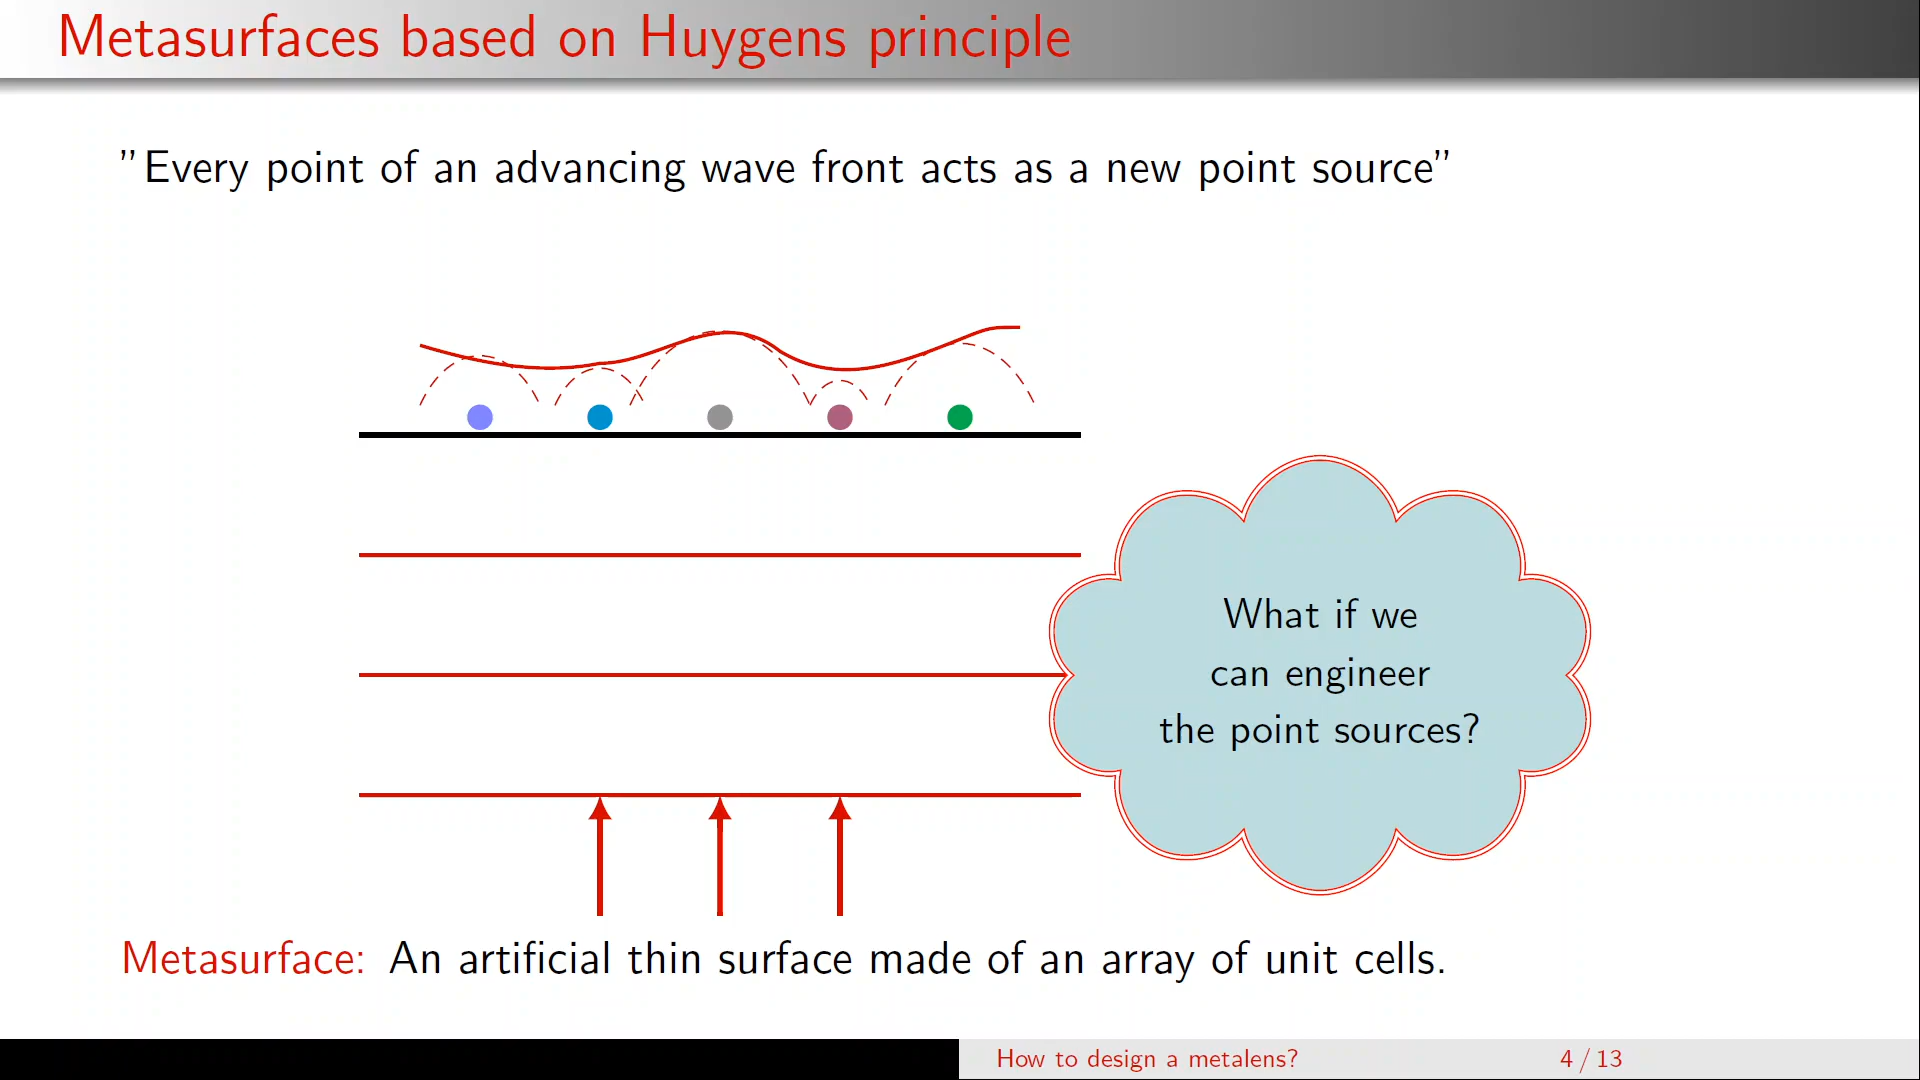 Metasurfaces based on Huygens principle
”Every point of an advancing wave front acts as a new point source”
What if we
can engineer
the point sources?
Metasurface: An artificial thin surface made of an array of unit cells.
How to design a metalens?
4 / 13